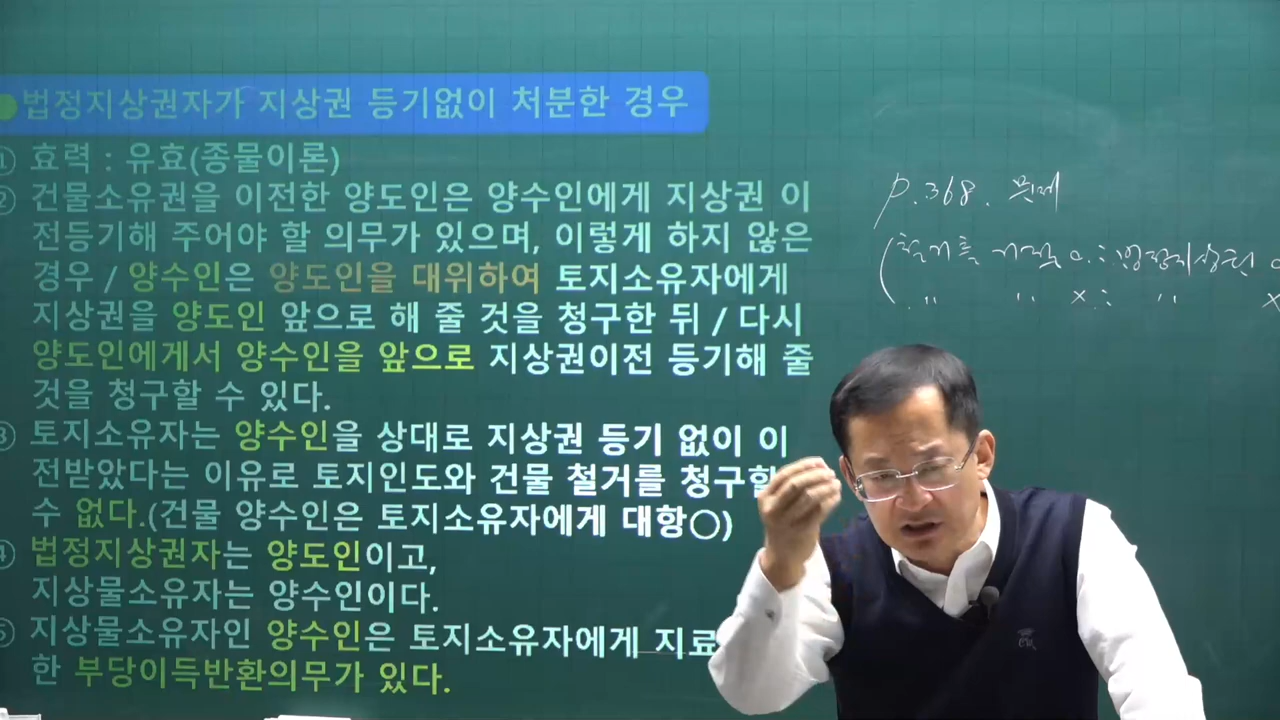 법정지상권자가 지상권 등기없이 처분한 경우
① 효력 : 유효(종물이론)
② 건물소유권을 이전한 양도인은 양수인에게 지상권 이
전등기해 주어야 할 의무가 있으며, 이렇게 하지 않은
경우 / 양수인은 양도인을 대위하여 토지소유자에게
지상권을 양도인 앞으로 해 줄 것을 청구한 뒤 / 다시
양도인에게서 양수인을 앞으로 지상권이전 등기해 줄
것을 청구할 수 있다.
③ 토지소유자는 양수인을 상대로 지상권 등기 없이 이
전받았다는 이유로 토지인도와 건물 철거를 청구할
수 없다.(건물 양수인은 토지소유자에게 대항○)
④ 법정지상권자는 양도인이고,
지상물소유자는 양수인이다.
⑤ 지상물소유자인 양수인은 토지소유자에게 지료
한 부당이득반환의무가 있다.
P.368. 문제
법정지상권
" " x : " x